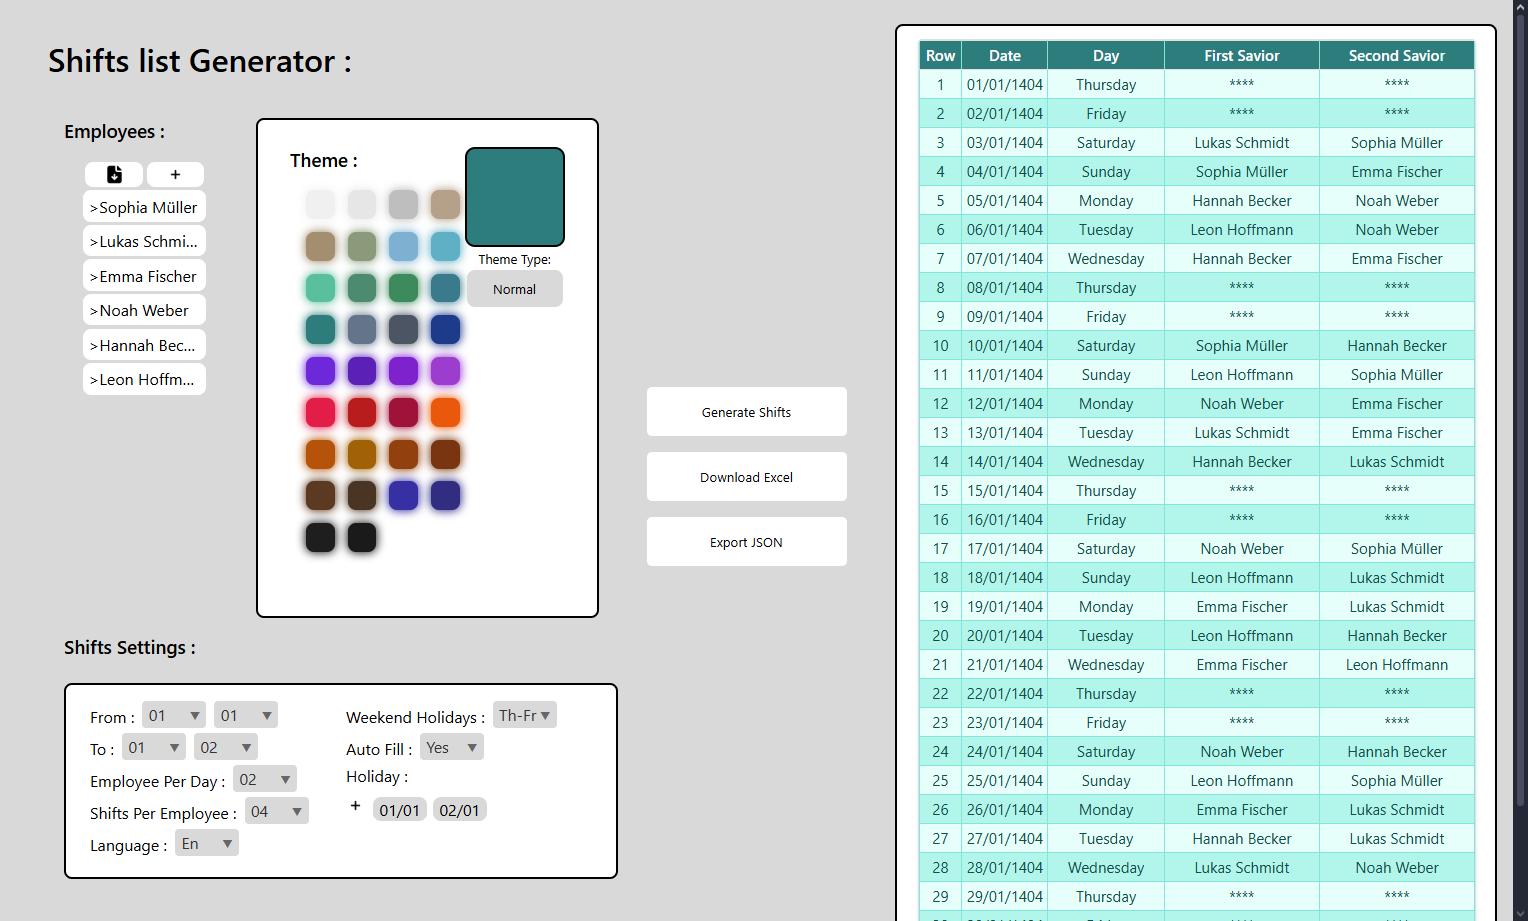 Shifts list Generator :
Employees :
+
>Sophia Müller
>Lukas Schmi...
>Emma Fischer
>Noah Weber
>Hannah Bec...
>Leon Hoffm...
Theme :
Theme Type:
Normal
Generate Shifts
Download Excel
Export JSON
Shifts Settings :
From : 01 01
To : 01 02
Employee Per Day : 02
Shifts Per Employee : 04
Language : En
Weekend Holidays : Th-Fr
Auto Fill : Yes
Holiday :
+ 01/01 02/01
Row Date Day First Savior Second Savior
1 01/01/1404 Thursday **** ****
2 02/01/1404 Friday **** ****
3 03/01/1404 Saturday Lukas Schmidt Sophia Müller
4 04/01/1404 Sunday Sophia Müller Emma Fischer
5 05/01/1404 Monday Hannah Becker Noah Weber
6 06/01/1404 Tuesday Leon Hoffmann Noah Weber
7 07/01/1404 Wednesday Hannah Becker Emma Fischer
8 08/01/1404 Thursday **** ****
9 09/01/1404 Friday **** ****
10 10/01/1404 Saturday Sophia Müller Hannah Becker
11 11/01/1404 Sunday Leon Hoffmann Sophia Müller
12 12/01/1404 Monday Noah Weber Emma Fischer
13 13/01/1404 Tuesday Lukas Schmidt Emma Fischer
14 14/01/1404 Wednesday Hannah Becker Lukas Schmidt
15 15/01/1404 Thursday **** ****
16 16/01/1404 Friday **** ****
17 17/01/1404 Saturday Noah Weber Sophia Müller
18 18/01/1404 Sunday Leon Hoffmann Lukas Schmidt
19 19/01/1404 Monday Emma Fischer Lukas Schmidt
20 20/01/1404 Tuesday Leon Hoffmann Hannah Becker
21 21/01/1404 Wednesday Emma Fischer Leon Hoffmann
22 22/01/1404 Thursday **** ****
23 23/01/1404 Friday **** ****
24 24/01/1404 Saturday Noah Weber Hannah Becker
25 25/01/1404 Sunday Leon Hoffmann Sophia Müller
26 26/01/1404 Monday Emma Fischer Lukas Schmidt
27 27/01/1404 Tuesday Hannah Becker Lukas Schmidt
28 28/01/1404 Wednesday Lukas Schmidt Noah Weber
29 29/01/1404 Thursday **** ****